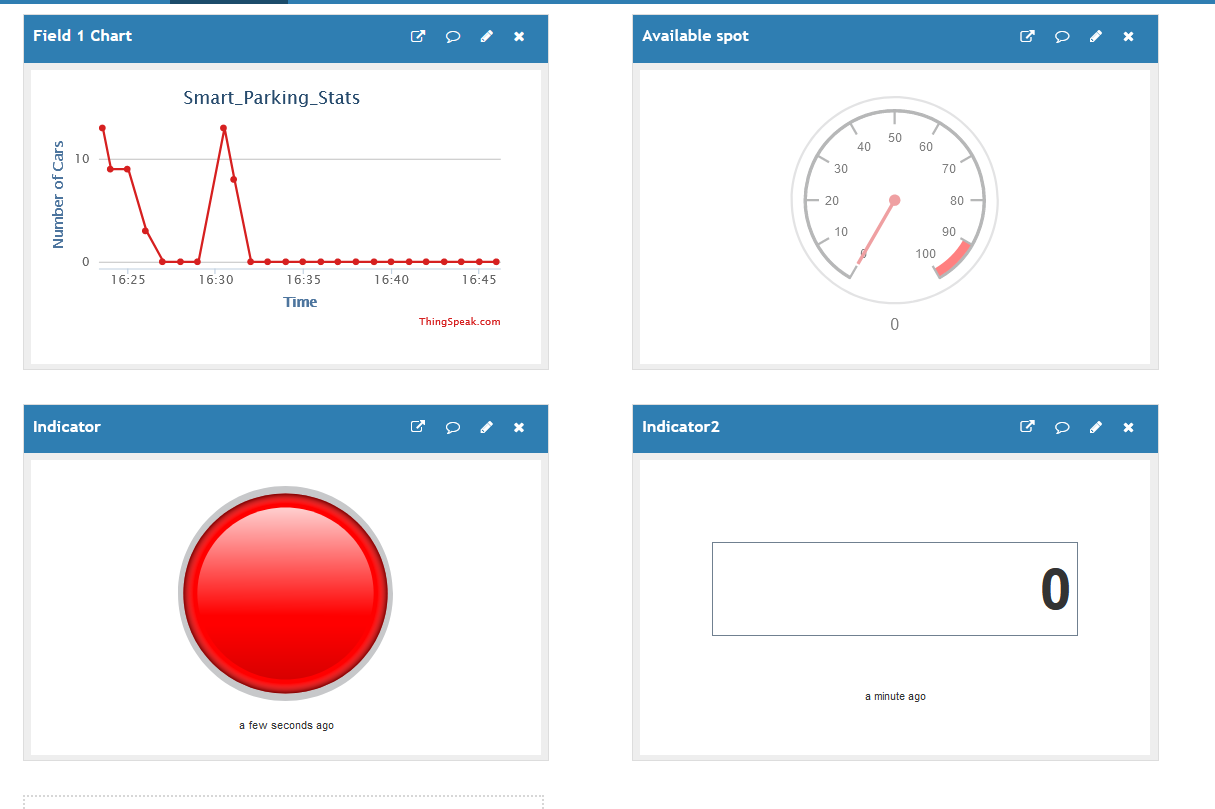 Field 1 Chart
Smart_Parking_Stats
Number of Cars
10
0
16:25 16:30 16:35 16:40 16:45
Time
ThingSpeak.com
Available spot
0 10 20 30 40 50 60 70 80 90 100
0
Indicator
a few seconds ago
Indicator2
0
a minute ago